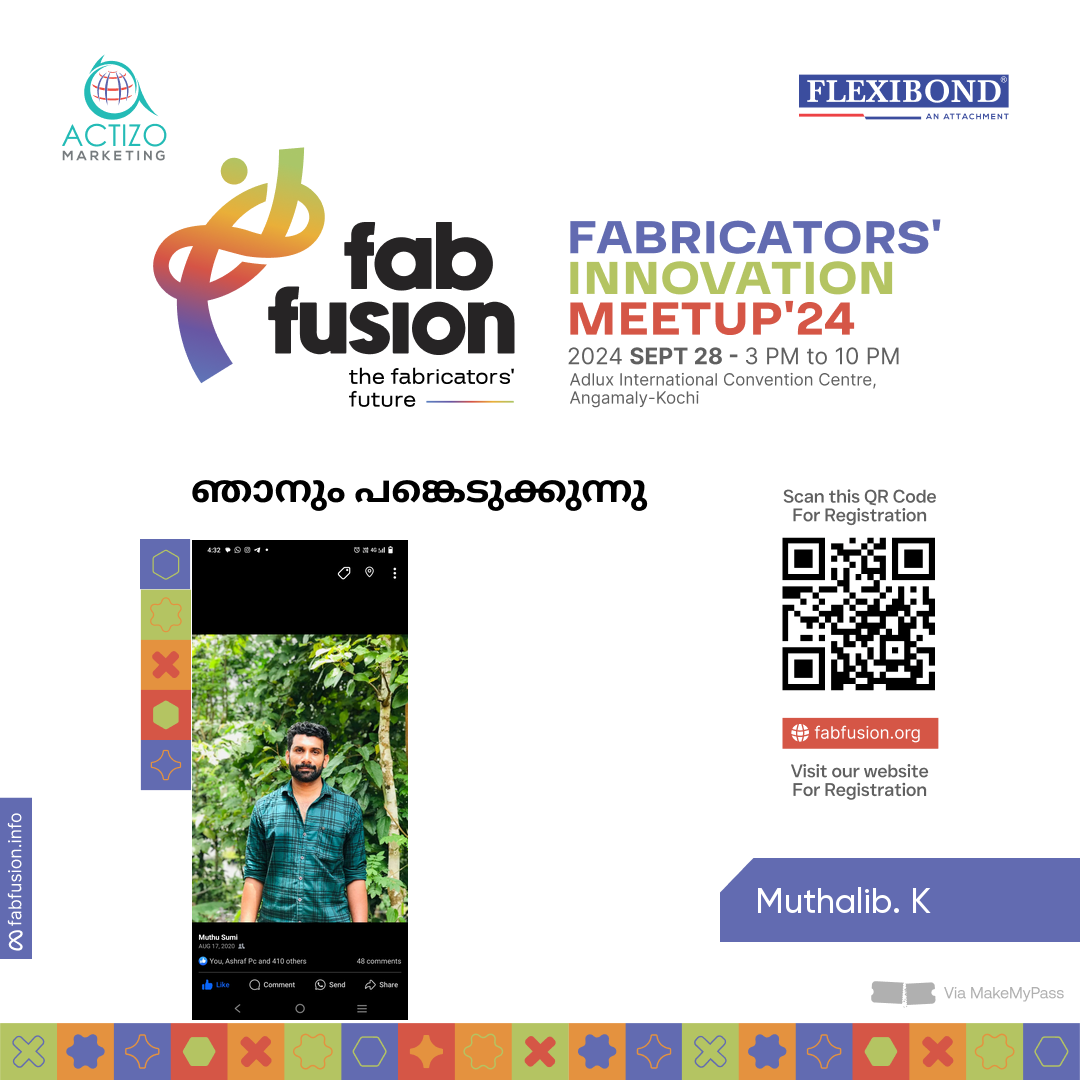 ACTIZO
MARKETING
FLEXIBOND®
AN ATTACHMENT
fab
fusion
the fabricators'
future
FABRICATORS'
INNOVATION
MEETUP'24
2024 SEPT 28 - 3 PM to 10 PM
Adlux International Convention Centre,
Angamaly-Kochi
ഞാനും പങ്കെടുക്കുന്നു
Scan this QR Code
For Registration
4:32
4G
Muthu Sumi
AUG 17, 2020
You, Ashraf Pc and 410 others
48 comments
Like
Comment
Send
Share
fabfusion.org
Visit our website
For Registration
fabfusion.info
Muthalib. K
Via MakeMyPass